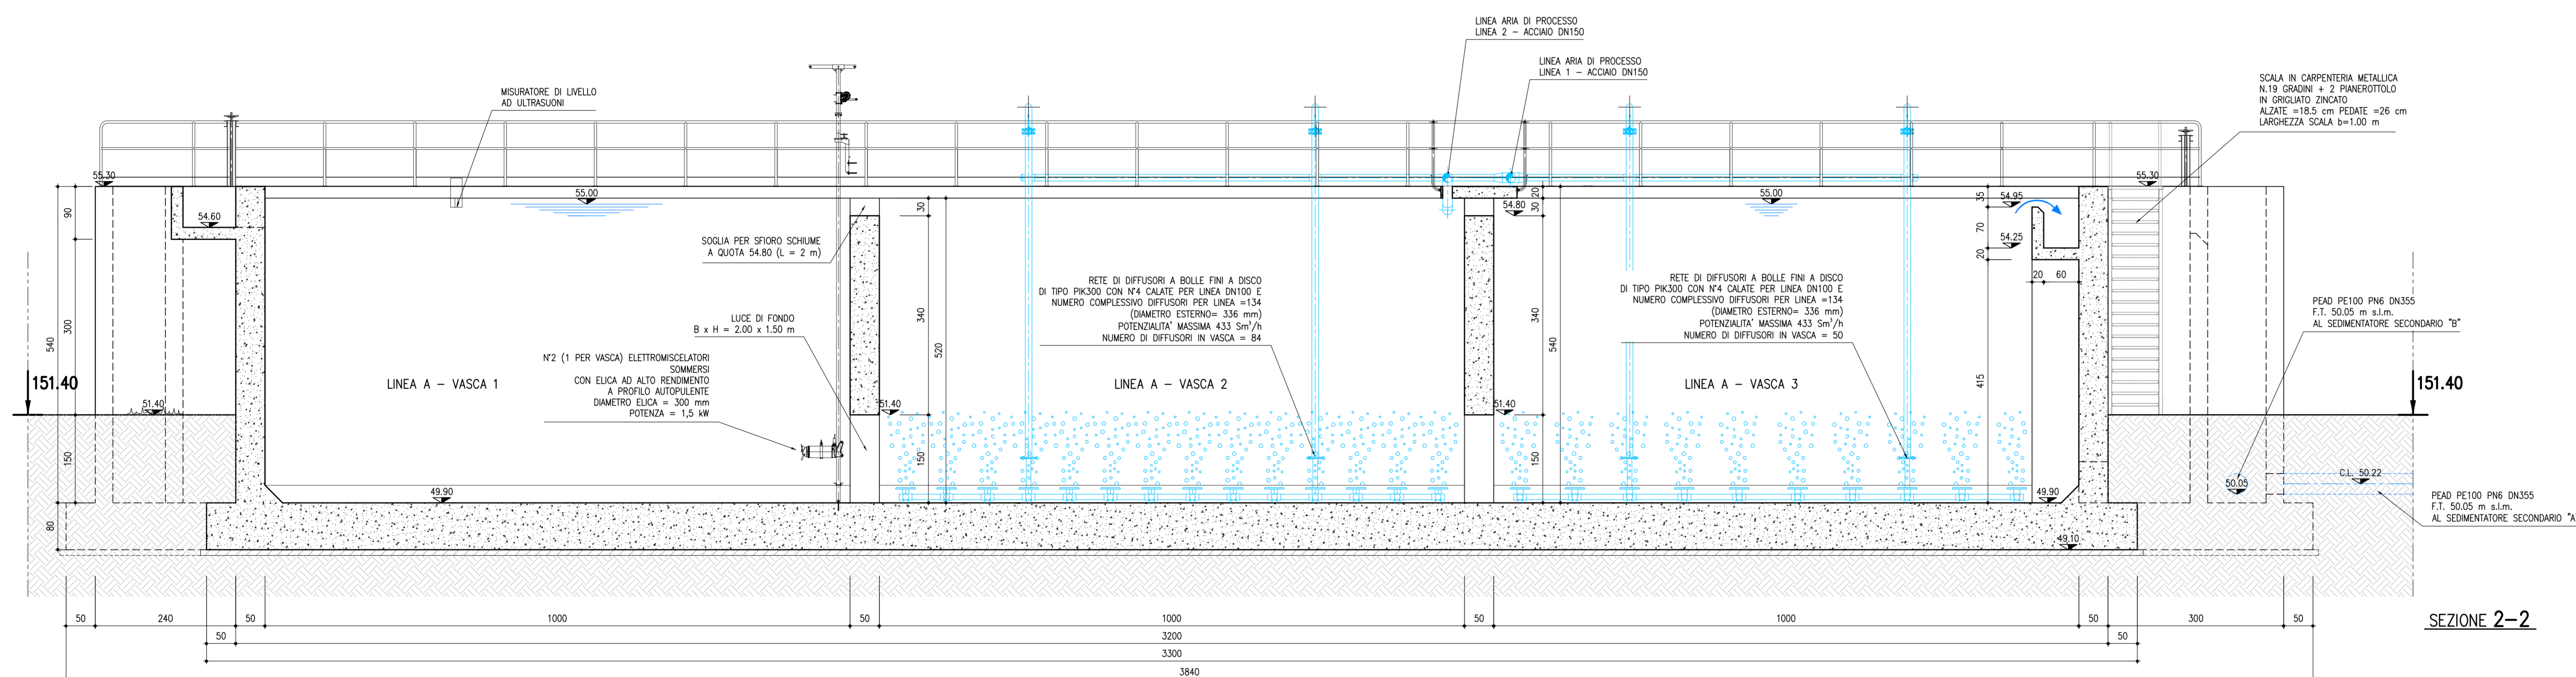 LINEA ARIA DI PROCESSO
LINEA 2 - ACCIAIO DN150
LINEA ARIA DI PROCESSO
LINEA 1 - ACCIAIO DN150
SCALA IN CARPENTERIA METALLICA
N.19 GRADINI + 2 PIANEROTTOLO
IN GRIGLIATO ZINCATO
ALZATE =18.5 cm PEDATE =26 cm
LARGHEZZA SCALA b=1.00 m
MISURATORE DI LIVELLO
AD ULTRASUONI
55.30
55.00
54.60
90
300
540
150
80
SOGLIA PER SFIORO SCHIUME
A QUOTA 54.80 (L = 2 m)
LUCE DI FONDO
B x H = 2.00 x 1.50 m
N°2 (1 PER VASCA) ELETTROMISCELATORI
SOMMERSI
CON ELICA AD ALTO RENDIMENTO
A PROFILO AUTOPULENTE
DIAMETRO ELICA = 300 mm
POTENZA = 1,5 kW
LINEA A - VASCA 1
151.40
51.40
49.90
30
340
520
150
51.40
RETE DI DIFFUSORI A BOLLE FINI A DISCO
DI TIPO PIK300 CON N°4 CALATE PER LINEA DN100 E
NUMERO COMPLESSIVO DIFFUSORI PER LINEA =134
(DIAMETRO ESTERNO= 336 mm)
POTENZIALITA' MASSIMA 433 Sm³/h
NUMERO DI DIFFUSORI IN VASCA = 84
LINEA A - VASCA 2
20
30
54.80
340
540
150
51.40
55.00
RETE DI DIFFUSORI A BOLLE FINI A DISCO
DI TIPO PIK300 CON N°4 CALATE PER LINEA DN100 E
NUMERO COMPLESSIVO DIFFUSORI PER LINEA =134
(DIAMETRO ESTERNO= 336 mm)
POTENZIALITA' MASSIMA 433 Sm³/h
NUMERO DI DIFFUSORI IN VASCA = 50
LINEA A - VASCA 3
35
54.95
70
54.25
20
20 60
415
49.90
49.10
55.30
PEAD PE100 PN6 DN355
F.T. 50.05 m s.l.m.
AL SEDIMENTATORE SECONDARIO "B"
151.40
50.05
C.L. 50.22
PEAD PE100 PN6 DN355
F.T. 50.05 m s.l.m.
AL SEDIMENTATORE SECONDARIO "A
50 240 50 1000 50 1000 50 1000 50 300 50
50 3200 50
3300
3840
SEZIONE 2-2